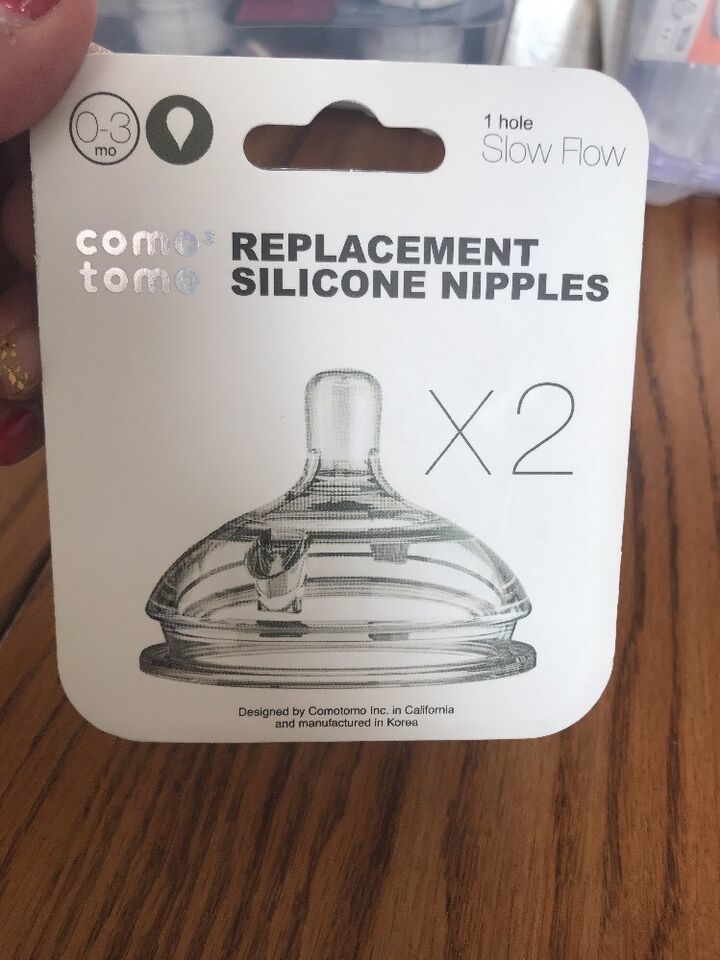 0-3
mo
1 hole
Slow Flow
como
tomo
REPLACEMENT
SILICONE NIPPLES
X2
Designed by Comotomo Inc. in California
and manufactured in Korea